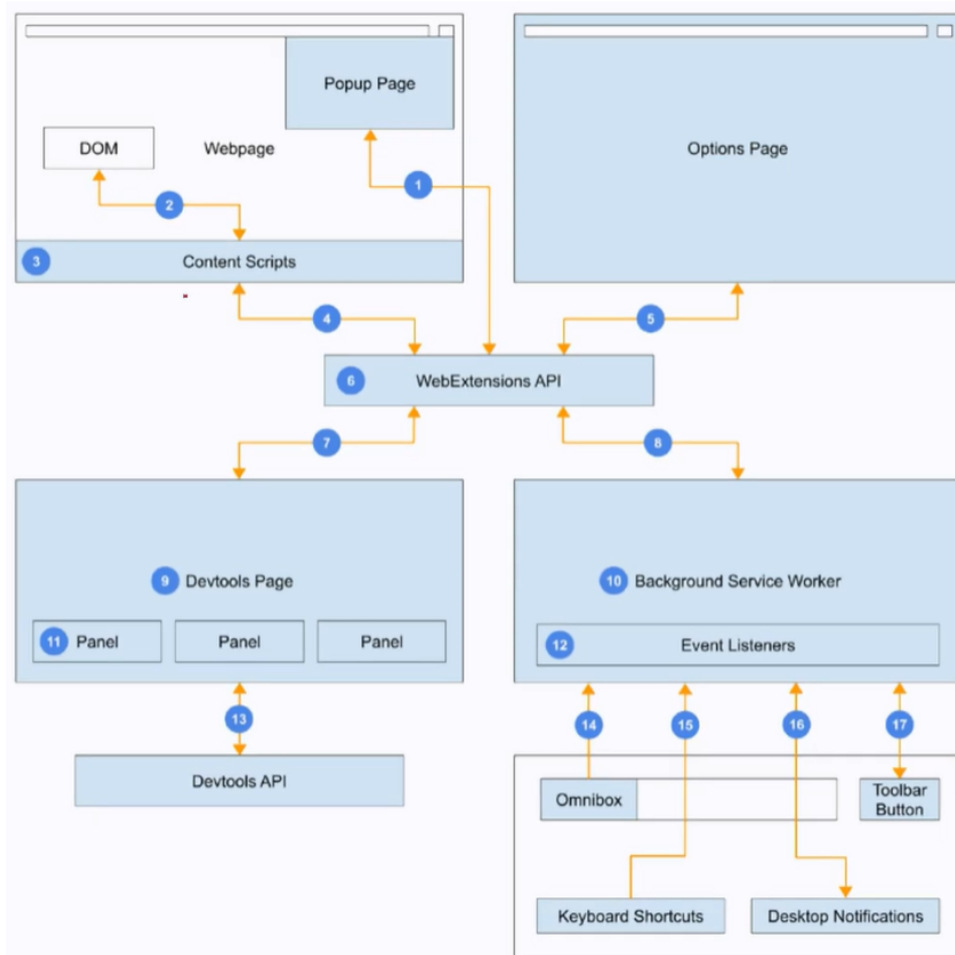 Popup Page
DOM
Webpage
Options Page
1
2
3
Content Scripts
4
5
6
WebExtensions API
7
8
9
Devtools Page
10
Background Service Worker
11
Panel
Panel
Panel
12
Event Listeners
13
14
15
16
17
Devtools API
Omnibox
Toolbar
Button
Keyboard Shortcuts
Desktop Notifications